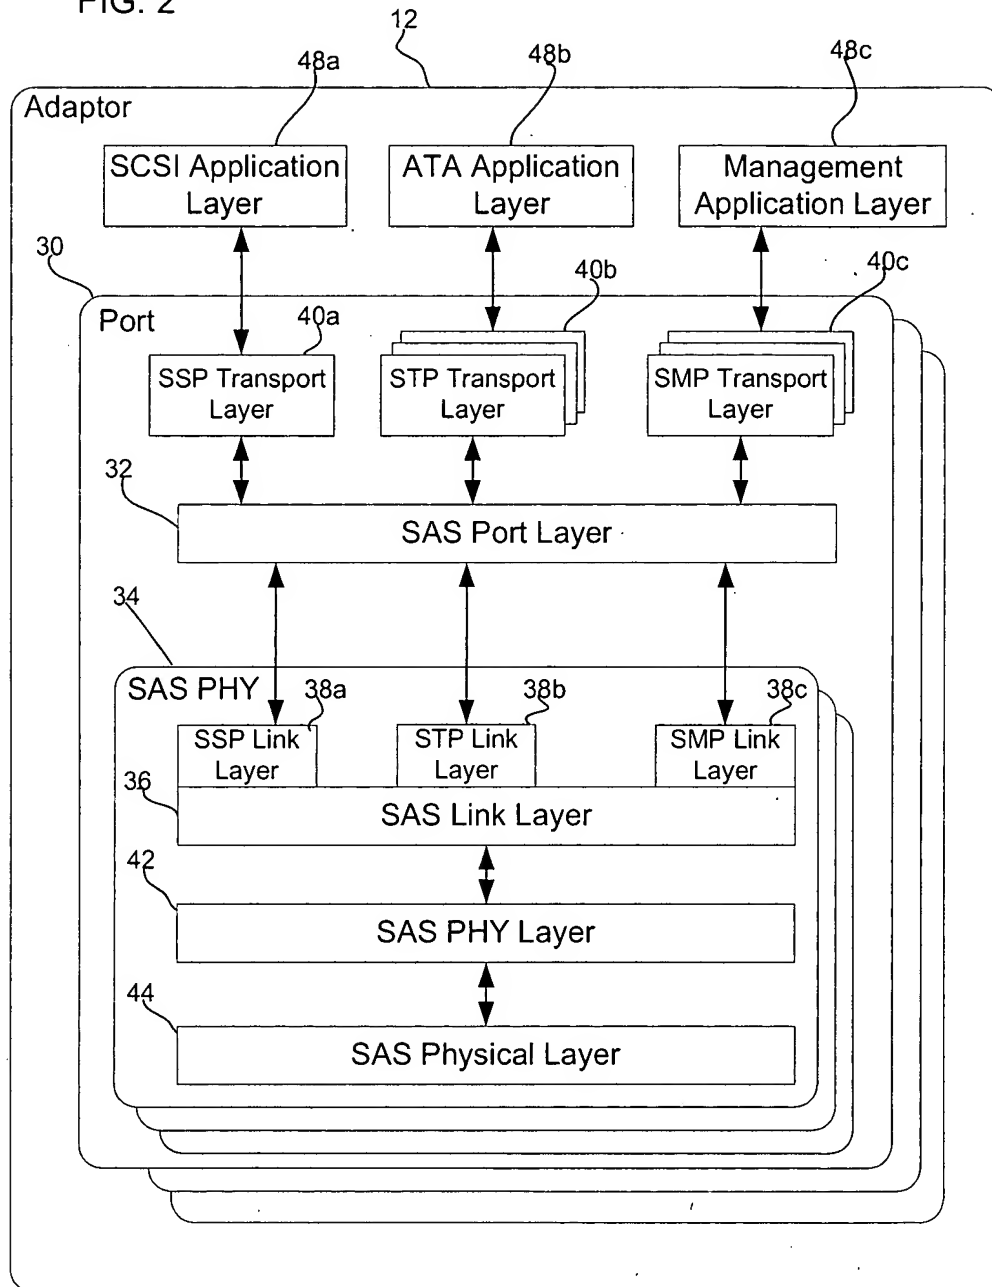 FIG. 2
12
48a
48b
48c
Adaptor
SCSI Application
Layer
ATA Application
Layer
Management
Application Layer
30
40b
40c
Port
40a
SSP Transport
Layer
STP Transport
Layer
SMP Transport
Layer
32
SAS Port Layer
34
SAS PHY
38a
38b
38c
SSP Link
Layer
STP Link
Layer
SMP Link
Layer
36
SAS Link Layer
42
SAS PHY Layer
44
SAS Physical Layer